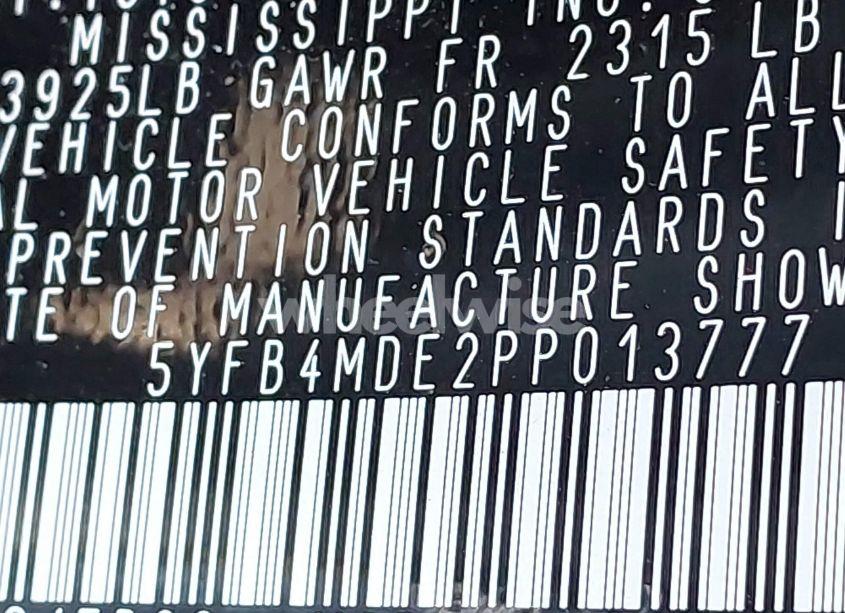 MISSISSIPPI INC.
3925LB GAWR FR 2315 LB
VEHICLE CONFORMS TO ALL
AL MOTOR VEHICLE SAFETY
PREVENTION STANDARDS I
TE OF MANUFACTURE SHOW
wheelwise
5YFB4MDE2PP013777